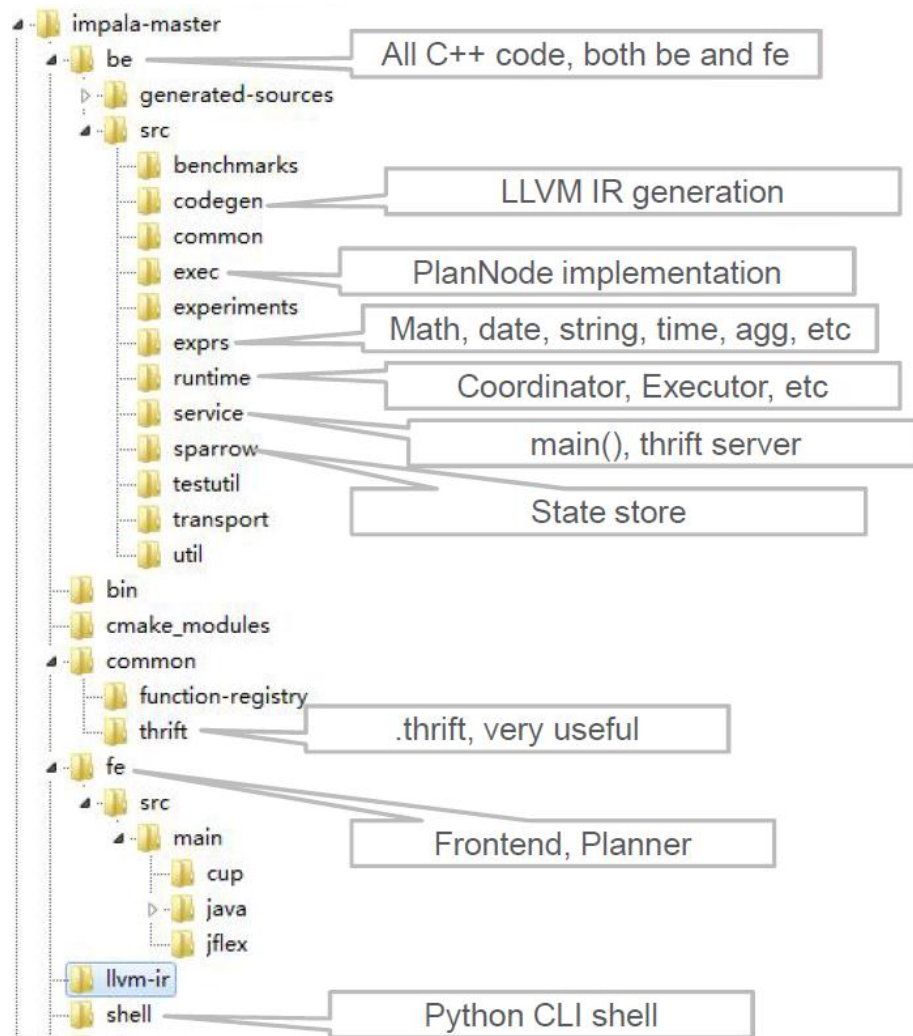 impala-master
be
All C++ code, both be and fe
generated-sources
src
benchmarks
codegen
LLVM IR generation
common
exec
PlanNode implementation
experiments
exprs
Math, date, string, time, agg, etc
runtime
Coordinator, Executor, etc
service
main(), thrift server
sparrow
testutil
State store
transport
util
bin
cmake_modules
common
function-registry
thrift
.thrift, very useful
fe
src
main
Frontend, Planner
cup
java
jflex
llvm-ir
shell
Python CLI shell